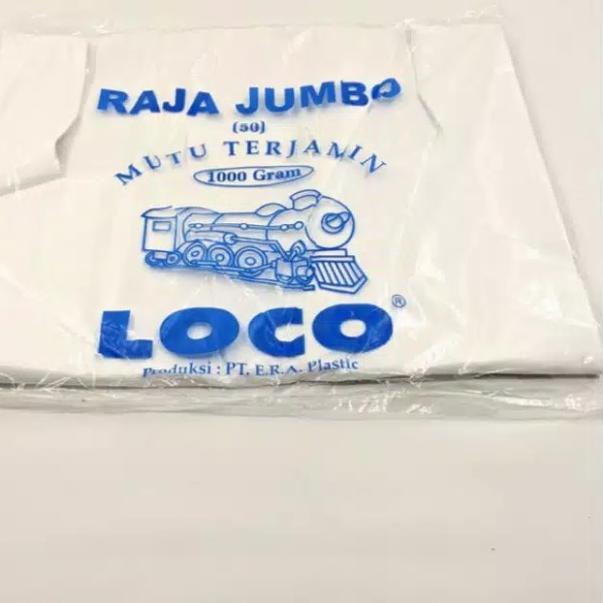 RAJA JUMBO
(50)
MUTU TERJAMIN
1000 Gram
LOCO®
Produksi : PT. E.R.A. Plastic